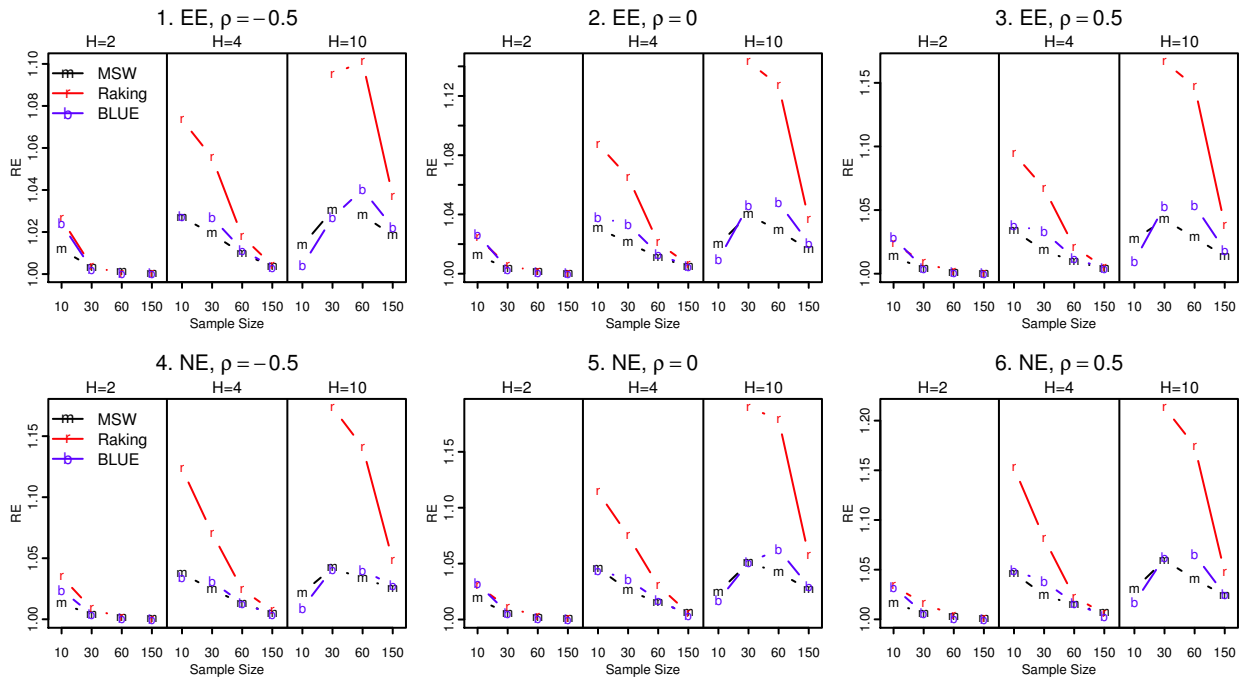 1. EE, ρ = −0.5
H=2 H=4 H=10
RE
1.00 1.02 1.04 1.06 1.08 1.10
m MSW
r Raking
b BLUE
10 30 60 150 10 30 60 150 10 30 60 150
Sample Size
2. EE, ρ = 0
H=2 H=4 H=10
1.00 1.04 1.08 1.12
10 30 60 150 10 30 60 150 10 30 60 150
Sample Size
3. EE, ρ = 0.5
H=2 H=4 H=10
1.00 1.05 1.10 1.15
10 30 60 150 10 30 60 150 10 30 60 150
Sample Size
4. NE, ρ = −0.5
H=2 H=4 H=10
RE
1.00 1.05 1.10 1.15
m MSW
r Raking
b BLUE
10 30 60 150 10 30 60 150 10 30 60 150
Sample Size
5. NE, ρ = 0
H=2 H=4 H=10
1.00 1.05 1.10 1.15
10 30 60 150 10 30 60 150 10 30 60 150
Sample Size
6. NE, ρ = 0.5
H=2 H=4 H=10
1.00 1.05 1.10 1.15 1.20
10 30 60 150 10 30 60 150 10 30 60 150
Sample Size